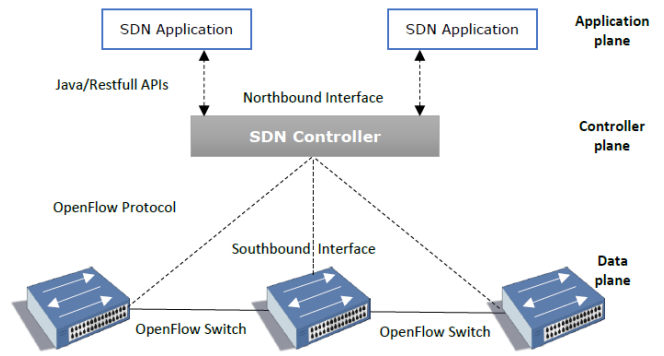 SDN Application
SDN Application
Application
plane
Java/Restfull APIs
Northbound Interface
SDN Controller
Controller
plane
OpenFlow Protocol
Southbound Interface
Data
plane
OpenFlow Switch
OpenFlow Switch